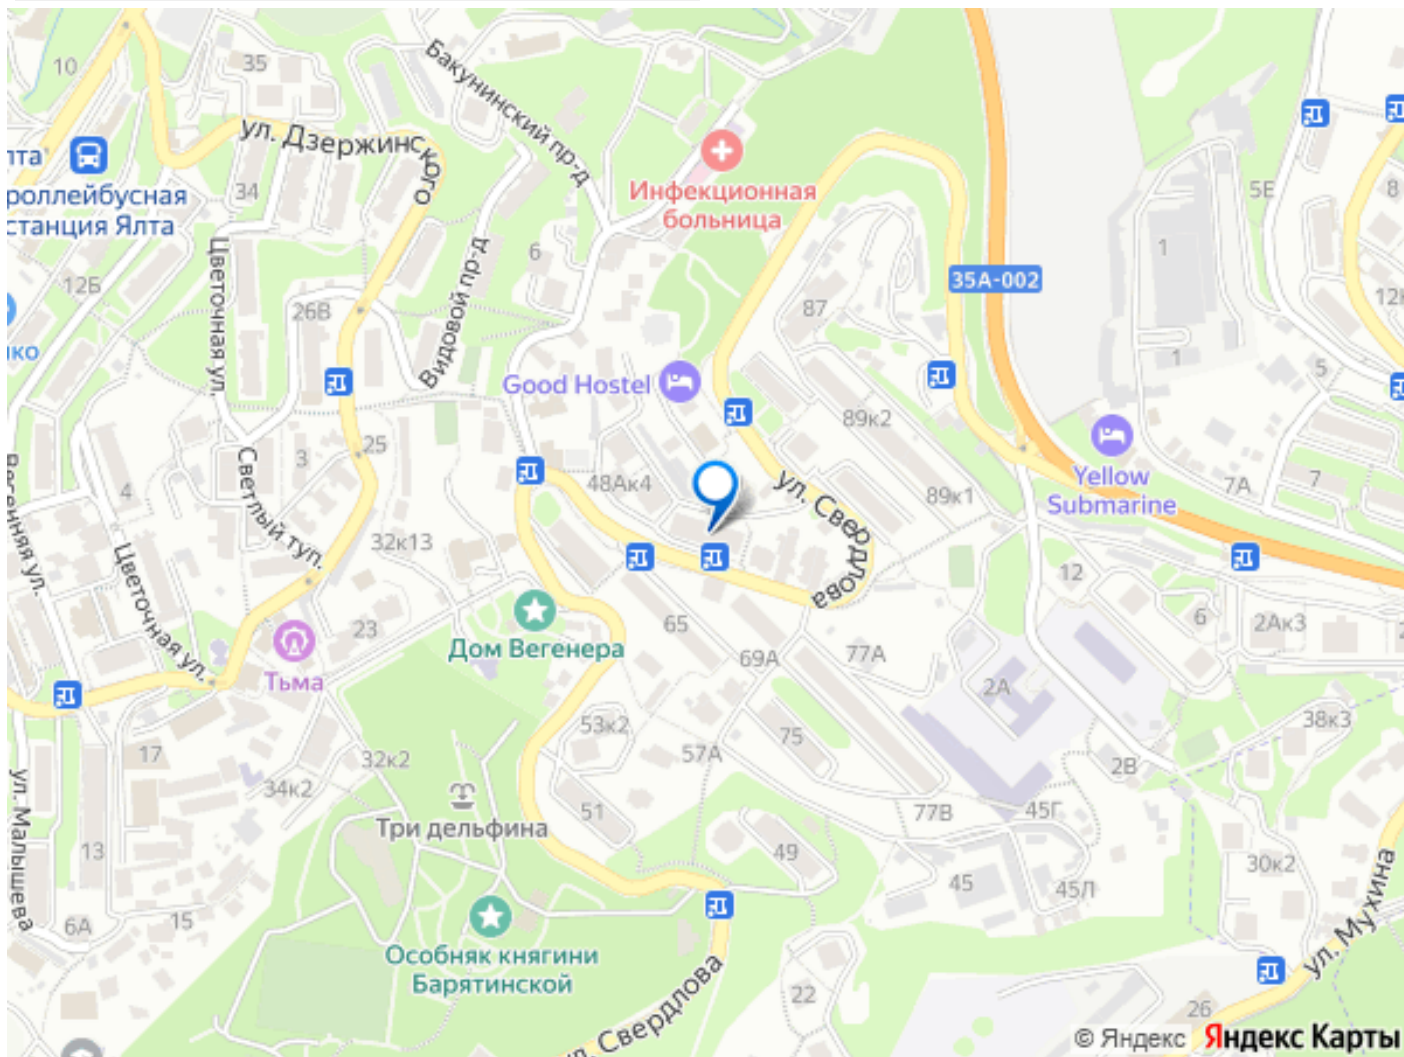 10
35
Бакунинский пр-д
ул. Дзержинского
лта
роллейбусная
станция Ялта
34
Инфекционная
больница
5Е
8
1
6
Цветочная ул.
Видовой пр-д
12Б
26В
87
35А-002
нко
Good Hostel
1
5
89к2
25
3
4
Светлый туп.
48Ак4
ул. Свердлова
89к1
Yellow
Submarine
7А
7
32к13
Цветочная ул.
12
6
2Ак3
65
Дом Вегенера
69А
77А
23
Тьма
2А
53к2
75
57А
38к3
17
32к2
34к2
2В
ул. Малышева
51
Три дельфина
77В
45Г
13
49
45
45Л
30к2
15
6А
Особняк княгини
Барятинской
ул. Мухина
22
26
ул. Свердлова
© Яндекс Яндекс Карты